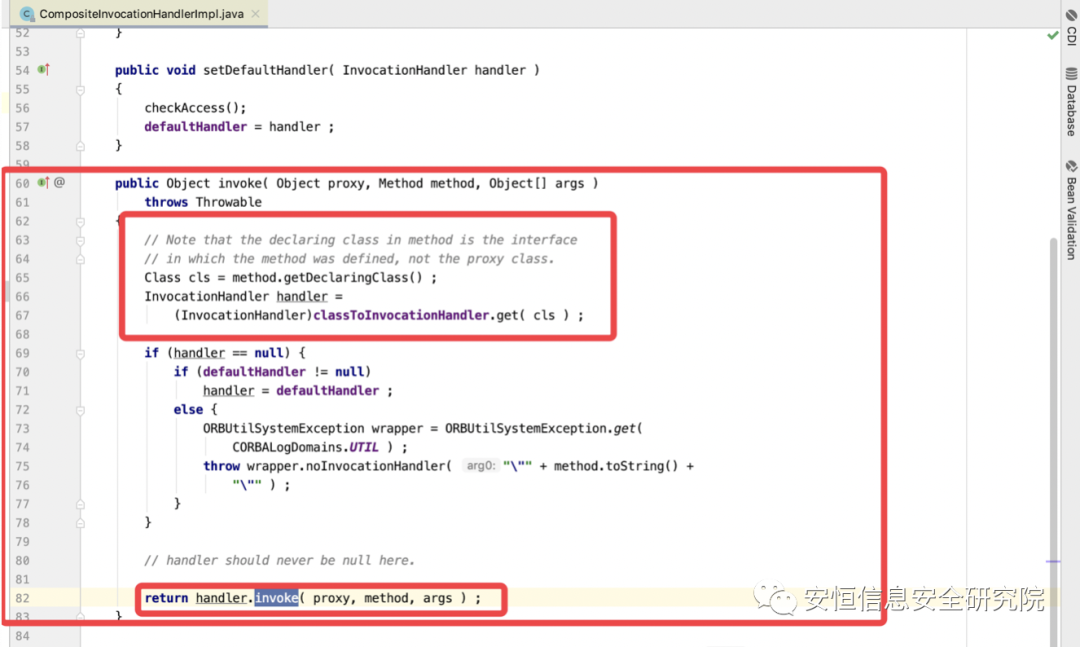 CompositeInvocationHandlerImpl.java ×
52 }
53
54 public void setDefaultHandler( InvocationHandler handler )
55 {
56 checkAccess();
57 defaultHandler = handler ;
58 }
59
60 @ public Object invoke( Object proxy, Method method, Object[] args )
61 throws Throwable
62 {
63 // Note that the declaring class in method is the interface
64 // in which the method was defined, not the proxy class.
65 Class cls = method.getDeclaringClass() ;
66 InvocationHandler handler =
67 (InvocationHandler)classToInvocationHandler.get( cls ) ;
68
69 if (handler == null) {
70 if (defaultHandler != null)
71 handler = defaultHandler ;
72 else {
73 ORBUtilSystemException wrapper = ORBUtilSystemException.get(
74 CORBALogDomains.UTIL ) ;
75 throw wrapper.noInvocationHandler( arg0: "\"" + method.toString() +
76 "\"" ) ;
77 }
78 }
79
80 // handler should never be null here.
81
82 return handler.invoke( proxy, method, args ) ;
83 }
84
CDI
Database
Bean Validation
安恒信息安全研究院